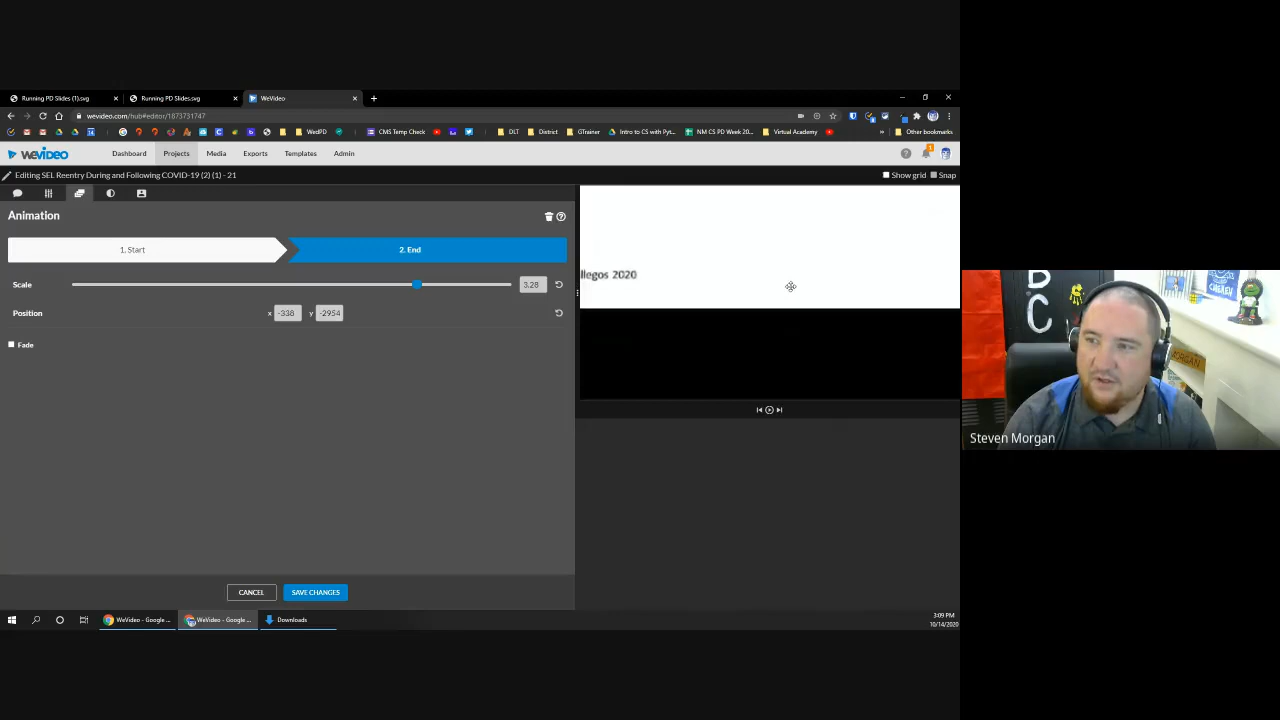 Running PD Slides (1).svg
Running PD Slides.svg
WeVideo
wevideo.com/hub#editor/1873731747
WedPD
CMS Temp Check
DLT
District
GTrainer
Intro to CS with Pyt...
NM CS PD Week 20...
Virtual Academy
Other bookmarks
WEVIDEO
Dashboard
Projects
Media
Exports
Templates
Admin
1
Editing SEL Reentry During and Following COVID-19 (2) (1) - 21
Show grid
Snap
Animation
1. Start
2. End
Scale
3.28
Position
x -338 y -2954
Fade
llegos 2020
CANCEL
SAVE CHANGES
WeVideo - Google ...
WeVideo - Google ...
Downloads
3:09 PM
10/14/2020
B
C
MORGAN
Steven Morgan